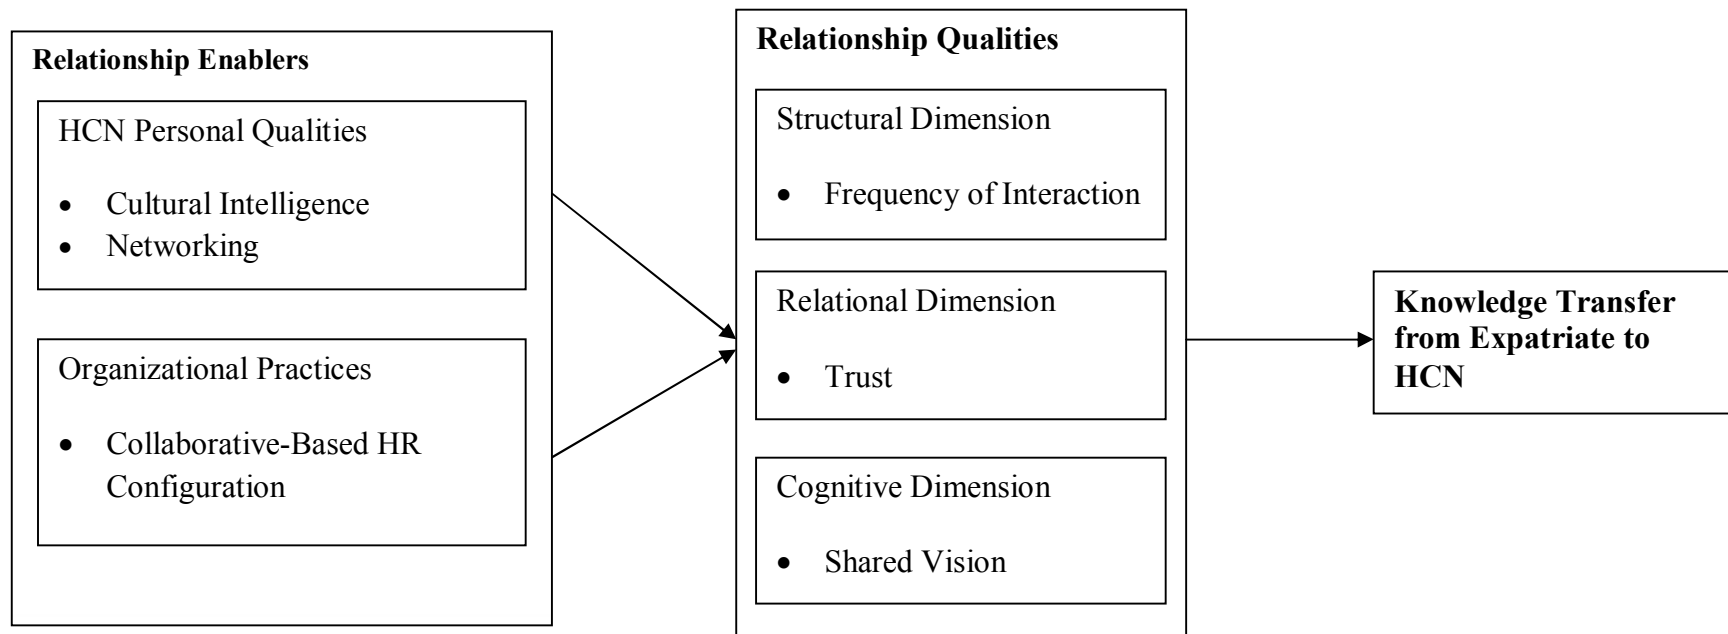 Relationship Enablers
HCN Personal Qualities
• Cultural Intelligence
• Networking
Organizational Practices
• Collaborative-Based HR
Configuration
Relationship Qualities
Structural Dimension
• Frequency of Interaction
Relational Dimension
• Trust
Cognitive Dimension
• Shared Vision
Knowledge Transfer
from Expatriate to
HCN